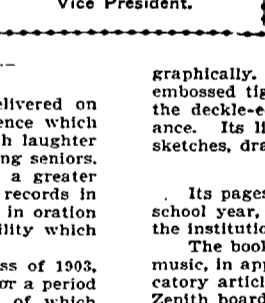 Vice President.
elivered on
ence which
h laughter
ng seniors.
a greater
records in
in oration
ility which
ss of 1903,
or a period
of which
graphically.
embossed tig
the deckle-e
ance. Its li
sketches, dra
Its pages
school year,
the institutio
The book
music, in app
catory articl
Zenith board